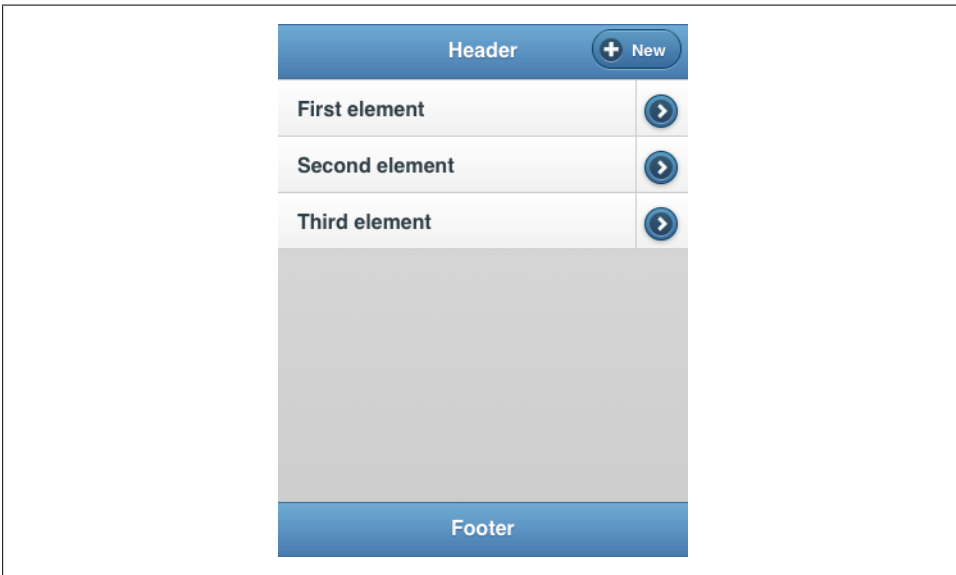 Header
New
First element
Second element
Third element
Footer